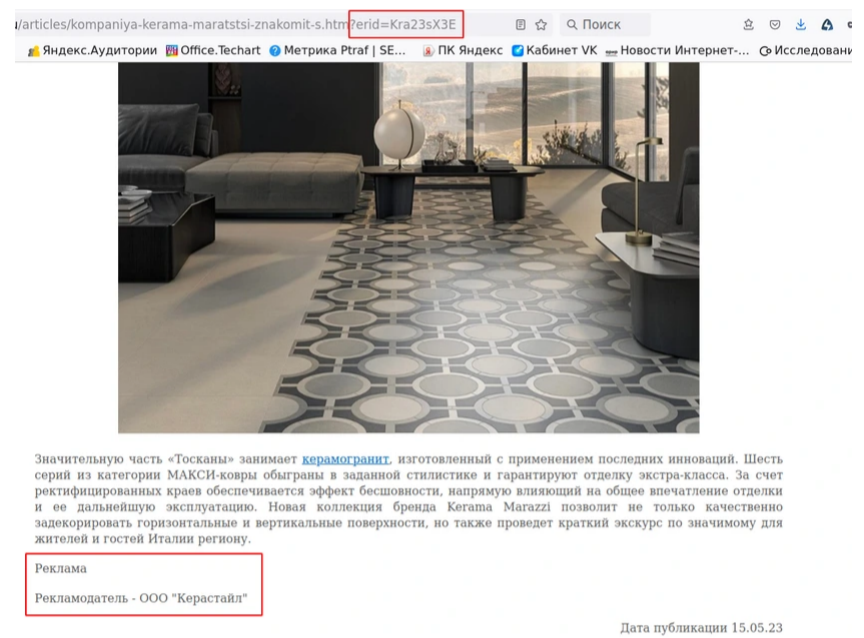 /articles/kompaniya-kerama-maratstsi-znakomit-s.htm?erid=Kra23sX3E Поиск
Яндекс.Аудитории Office.Techart Метрика Ptraf | SE... ПК Яндекс Кабинет VK Новости Интернет-... Исследовани
Значительную часть «Тосканы» занимает керамогранит, изготовленный с применением последних инноваций. Шесть
серий из категории МАКСИ-ковры обыграны в заданной стилистике и гарантируют отделку экстра-класса. За счет
ректифицированных краев обеспечивается эффект бесшовности, напрямую влияющий на общее впечатление отделки
и ее дальнейшую эксплуатацию. Новая коллекция бренда Kerama Marazzi позволит не только качественно
задекорировать горизонтальные и вертикальные поверхности, но также проведет краткий экскурс по значимому для
жителей и гостей Италии региону.
Реклама
Рекламодатель - ООО "Керастайл"
Дата публикации 15.05.23